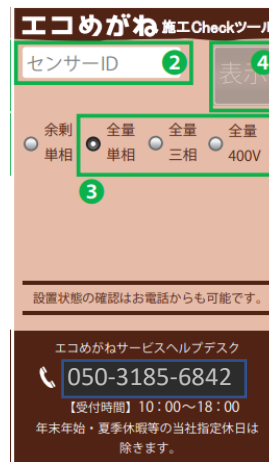 エコめがね 施工Checkツール
センサーID 2 表示 4
余剰単相 全量単相 全量三相 全量400V
3
設置状態の確認はお電話からも可能です。
エコめがねサービスヘルプデスク
050-3185-6842
【受付時間】10:00～18:00
年末年始・夏季休暇等の当社指定休日は
除きます。